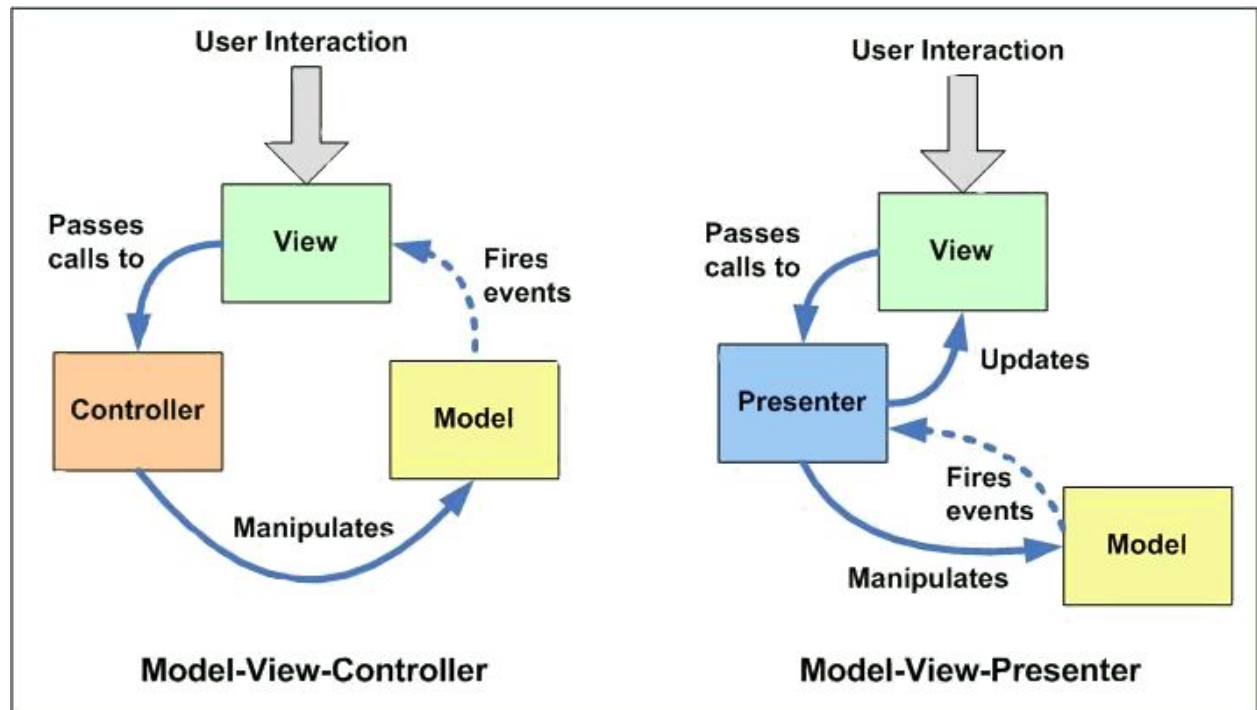 User Interaction
Passes
calls to
View
Fires
events
Controller
Model
Manipulates
Model-View-Controller
User Interaction
Passes
calls to
View
Updates
Presenter
Fires
events
Model
Manipulates
Model-View-Presenter